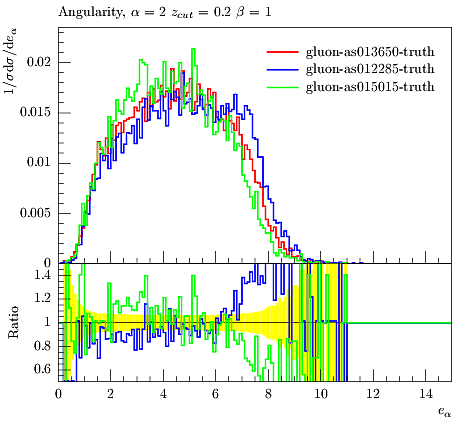 Angularity, α = 2 z_cut = 0.2 β = 1
1/σ dσ/de_α
0.02
0.015
0.01
0.005
0
gluon-as013650-truth
gluon-as012285-truth
gluon-as015015-truth
Ratio
1.4
1.2
1
0.8
0.6
0 2 4 6 8 10 12 14
e_α